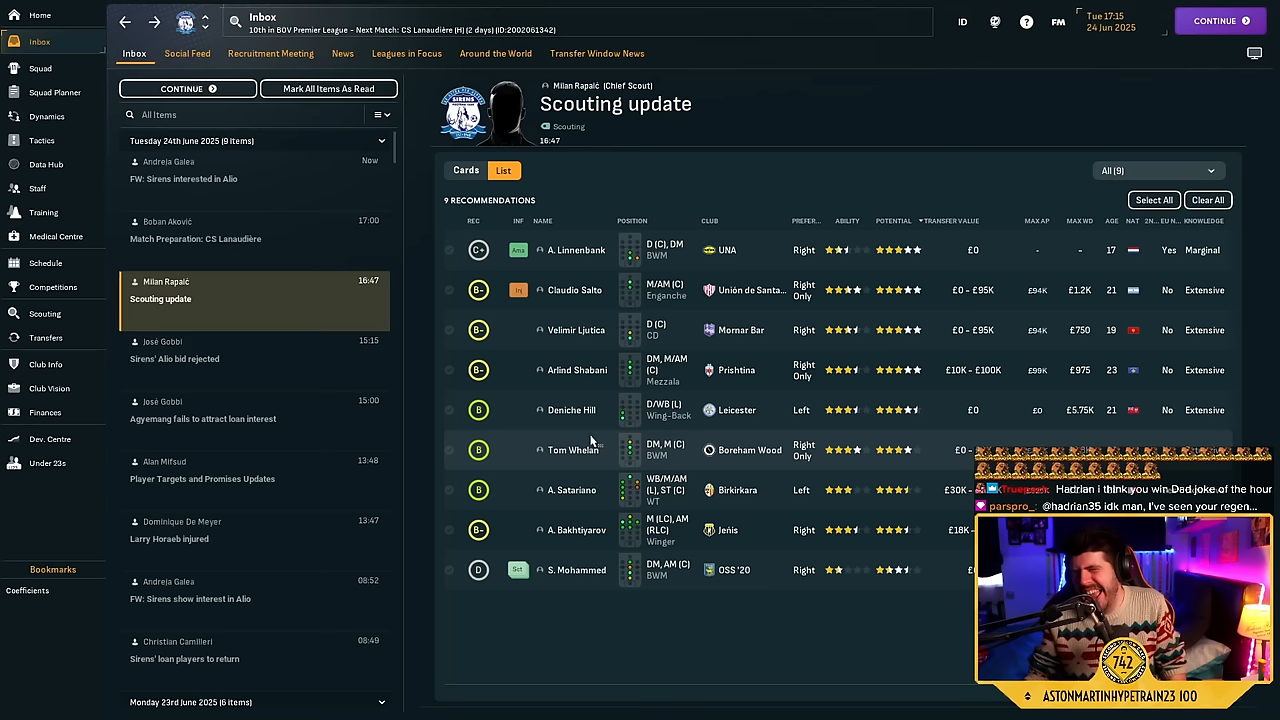 Home
Inbox
Squad
Squad Planner
Dynamics
Tactics
Data Hub
Staff
Training
Medical Centre
Schedule
Competitions
Scouting
Transfers
Club Info
Club Vision
Finances
Dev. Centre
Under 23s
Bookmarks
Coefficients
Inbox
10th in BOV Premier League - Next Match: CS Lanaudière (H) (2 days) (ID:2002061342)
ID
FM
Tue 17:15
24 Jun 2025
CONTINUE
Inbox Social Feed Recruitment Meeting News Leagues in Focus Around the World Transfer Window News
CONTINUE
Mark All Items As Read
All Items
Tuesday 24th June 2025 (9 Items)
Andreja Galea Now
FW: Sirens interested in Alio
Boban Aković 17:00
Match Preparation: CS Lanaudière
Milan Rapaić 16:47
Scouting update
José Gobbi 15:15
Sirens' Alio bid rejected
José Gobbi 15:00
Agyemang fails to attract loan interest
Alan Mifsud 13:48
Player Targets and Promises Updates
Dominique De Meyer 13:47
Larry Horaeb injured
Andreja Galea 08:52
FW: Sirens show interest in Alio
Christian Camilleri 08:49
Sirens' loan players to return
Monday 23rd June 2025 (6 Items)
SIRENS
Milan Rapaić (Chief Scout)
Scouting update
Scouting
16:47
Cards List
All (9)
9 RECOMMENDATIONS
Select All Clear All
REC INF NAME POSITION CLUB PREFER... ABILITY POTENTIAL TRANSFER VALUE MAX AP MAX WD AGE NAT 2N... EU N... KNOWLEDGE
C+ Ama A. Linnenbank D (C), DM BWM UNA Right £0 - - 17 Yes Marginal
B- Inj Claudio Salto M/AM (C) Enganche Unión de Santa... Right Only £0 - £95K £94K £1.2K 21 No Extensive
B- Velimir Ljutica D (C) CD Mornar Bar Right £0 - £95K £94K £750 19 No Extensive
B- Arlind Shabani DM, M/AM (C) Mezzala Prishtina Right Only £10K - £100K £99K £975 23 No Extensive
B Deniche Hill D/WB (L) Wing-Back Leicester Left £0 £0 £5.75K 21 No Extensive
B Tom Whelan DM, M (C) BWM Boreham Wood Right Only £0 -
B A. Satariano WB/M/AM (L), ST (C) WT Birkirkara Left £30K -
B- A. Bakhtiyarov M (LC), AM (RLC) Winger Jenis Right £18K -
D Sct S. Mohammed DM, AM (C) BWM OSS '20 Right
Hadrian i think you win Dad joke of the hour
parspro_: @hadrian35 idk man, I've seen your regen...
742
ASTONMARTINHYPETRAIN23 100